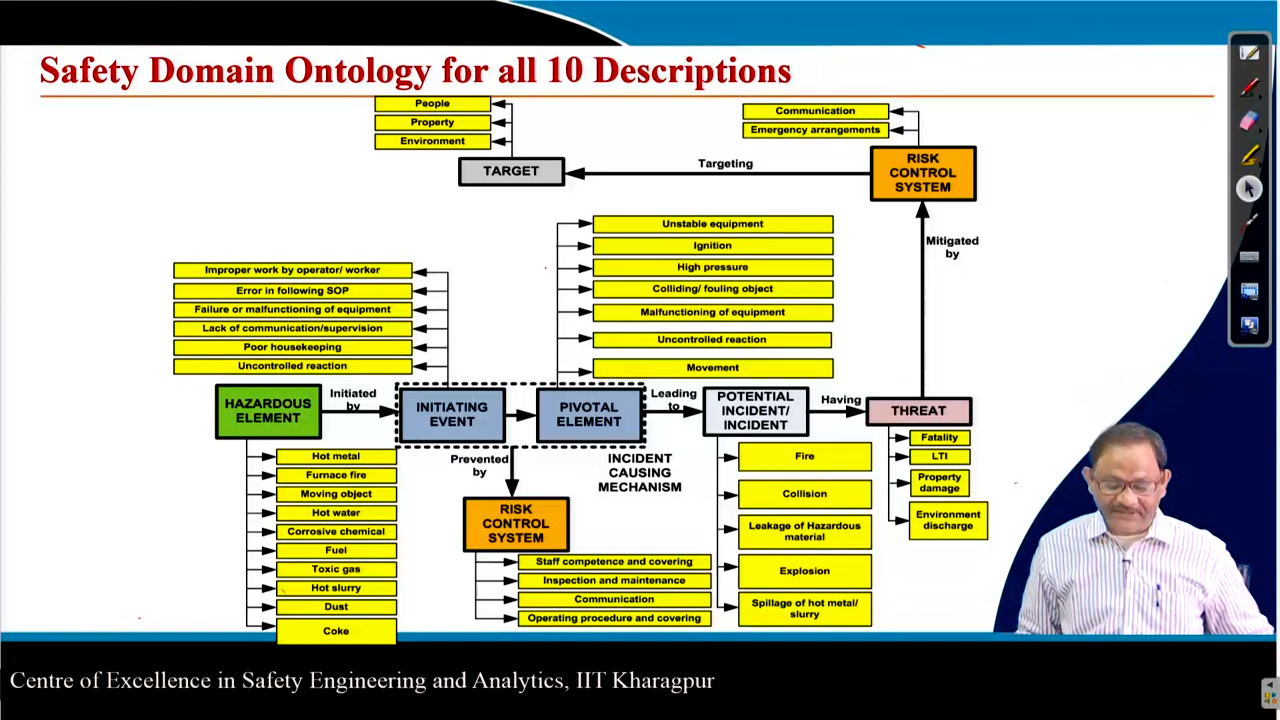 Safety Domain Ontology for all 10 Descriptions
People
Property
Environment
TARGET
Targeting
Communication
Emergency arrangements
RISK
CONTROL
SYSTEM
Mitigated
by
Unstable equipment
Ignition
High pressure
Colliding/ fouling object
Malfunctioning of equipment
Uncontrolled reaction
Movement
Improper work by operator/ worker
Error in following SOP
Failure or malfunctioning of equipment
Lack of communication/supervision
Poor housekeeping
Uncontrolled reaction
HAZARDOUS
ELEMENT
Initiated
by
INITIATING
EVENT
PIVOTAL
ELEMENT
Leading
to
POTENTIAL
INCIDENT/
INCIDENT
Having
THREAT
Hot metal
Furnace fire
Moving object
Hot water
Corrosive chemical
Fuel
Toxic gas
Hot slurry
Dust
Coke
Prevented
by
INCIDENT
CAUSING
MECHANISM
RISK
CONTROL
SYSTEM
Staff competence and covering
Inspection and maintenance
Communication
Operating procedure and covering
Fire
Collision
Leakage of Hazardous
material
Explosion
Spillage of hot metal/
slurry
Fatality
LTI
Property
damage
Environment
discharge
Centre of Excellence in Safety Engineering and Analytics, IIT Kharagpur